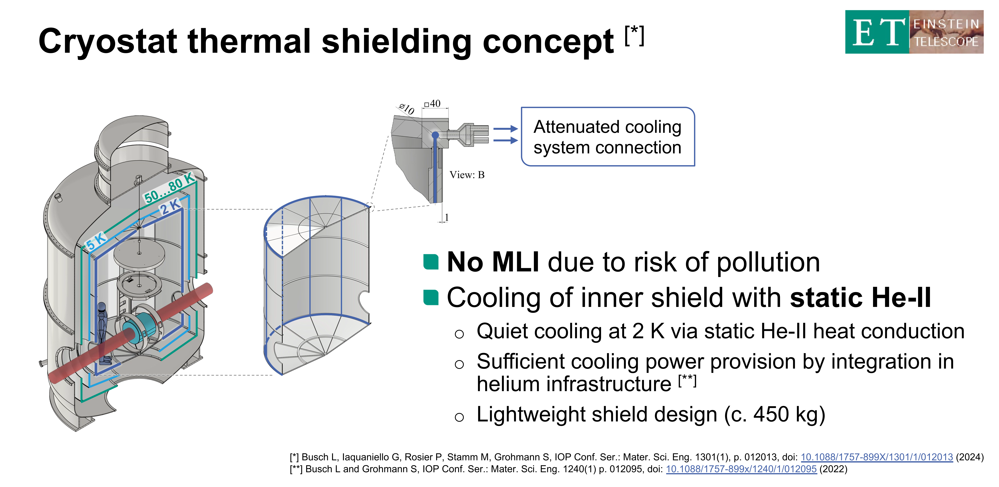 Cryostat thermal shielding concept [*]
ET EINSTEIN
TELESCOPE
⌀10
□40
Attenuated cooling
system connection
View: B
1
50…80 K
2 K
5 K
No MLI due to risk of pollution
Cooling of inner shield with static He-II
o Quiet cooling at 2 K via static He-II heat conduction
o Sufficient cooling power provision by integration in
helium infrastructure [**]
o Lightweight shield design (c. 450 kg)
[*] Busch L, Iaquaniello G, Rosier P, Stamm M, Grohmann S, IOP Conf. Ser.: Mater. Sci. Eng. 1301(1), p. 012013, doi: 10.1088/1757-899X/1301/1/012013 (2024)
[**] Busch L and Grohmann S, IOP Conf. Ser.: Mater. Sci. Eng. 1240(1) p. 012095, doi: 10.1088/1757-899x/1240/1/012095 (2022)